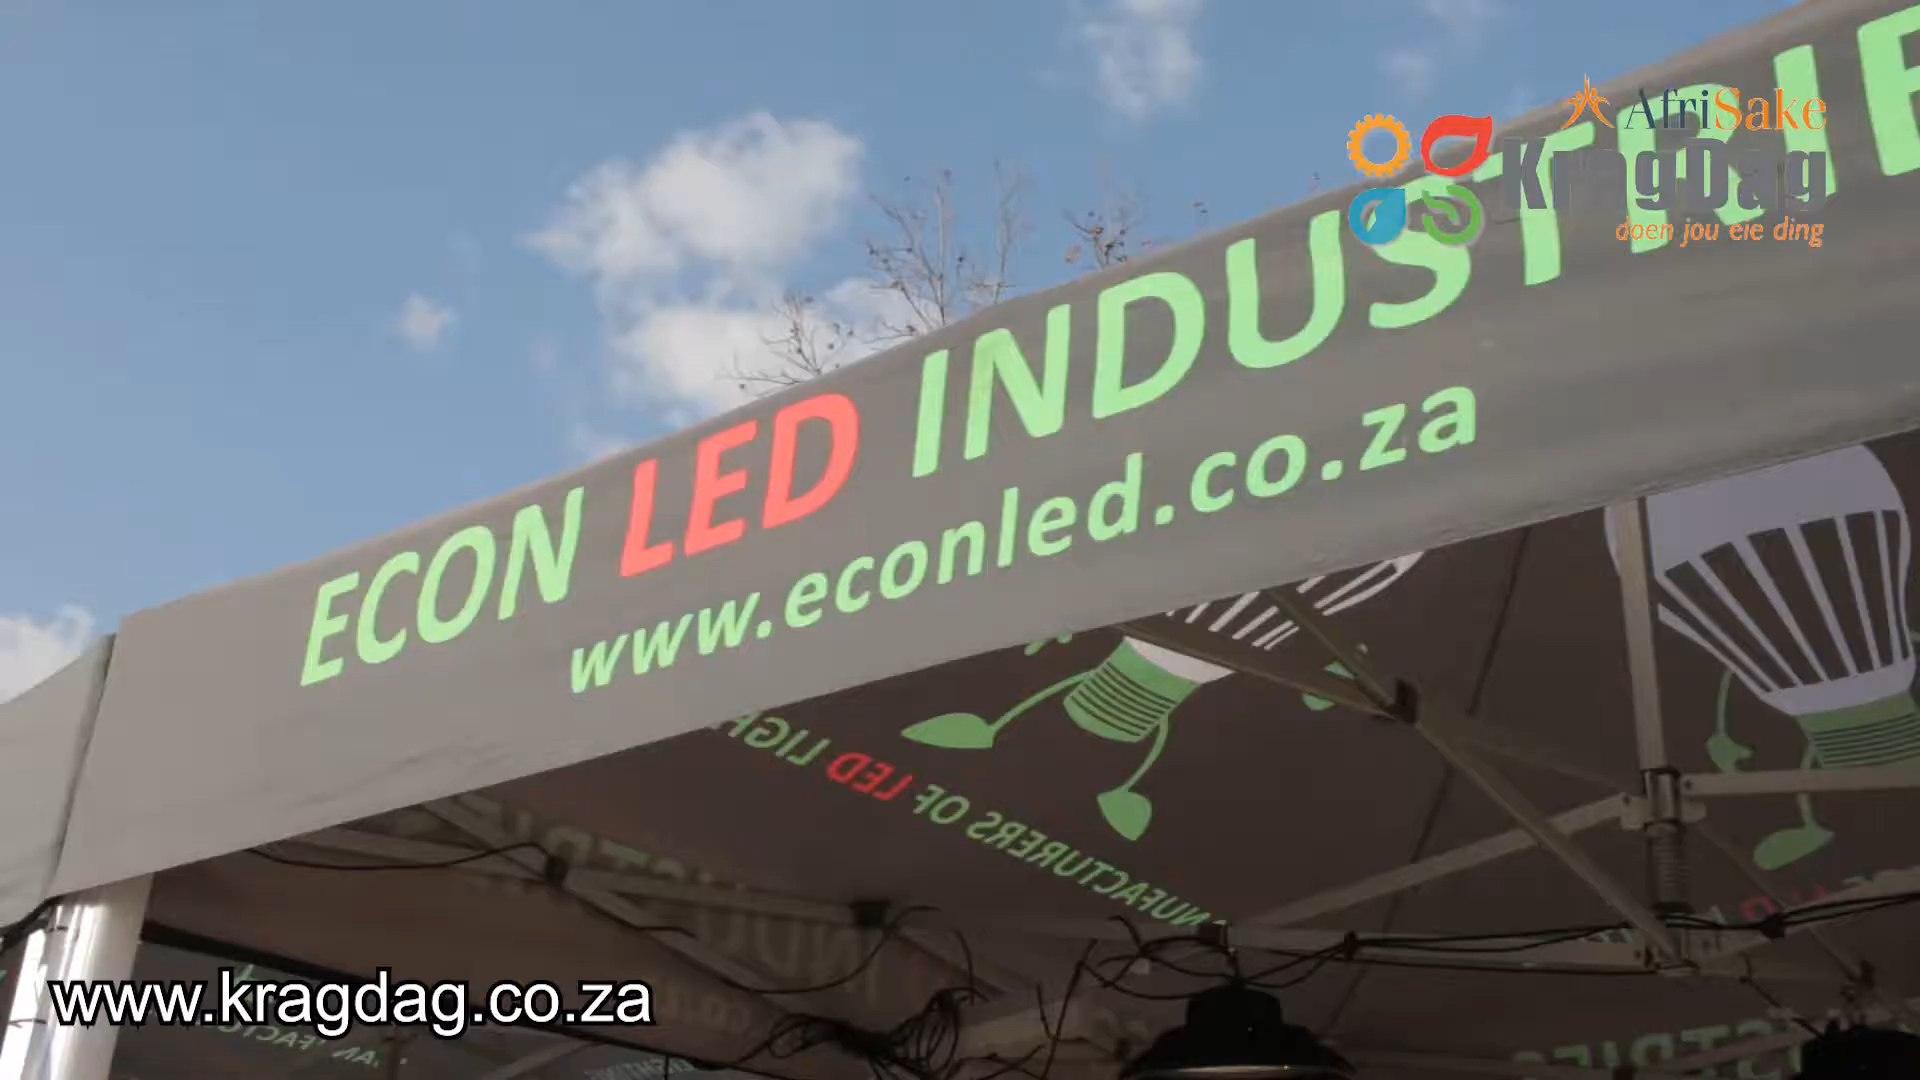 AfriSake
KragDag
doen jou eie ding
ECON LED INDUSTRIE
www.econled.co.za
NUFACTURERS OF LED LIGH
www.kragdag.co.za